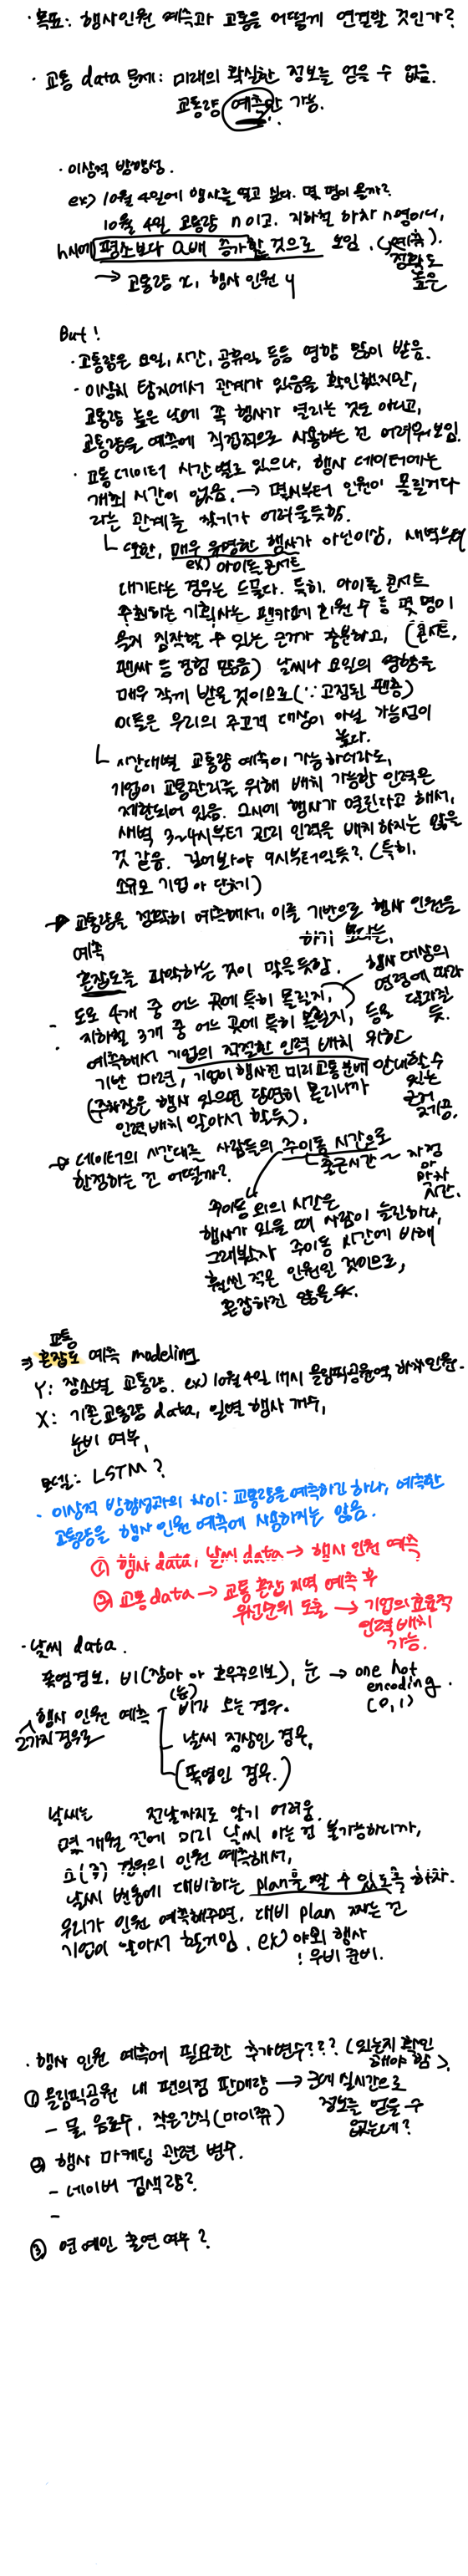 · 목표: 행사인원 예측과 교통을 어떻게 연결할 것인가?
· 교통 data 문제: 미래의 확실한 정보를 얻을 수 없음.
교통량 예측만 가능.
· 이상적 방향성.
ex) 10월 4일에 행사를 열고 싶다. 몇 명이 올까?
10월 4일 교통량 n이고, 지하철 하차 n명이니,
h시에 평소보다 a배 증가할 것으로 보임. (예측).
정확도 높은
→ 교통량 x, 행사 인원 y
But!
· 교통량은 요일, 시간, 공휴일 등등 영향 많이 받음.
· 이상치 탐지에서 관계가 있음을 확인했지만,
교통량 높은 날에 꼭 행사가 열리는 것도 아니고,
교통량을 예측에 직접적으로 사용하는 건 어려워보임.
· 교통 데이터 시간별로 있으나, 행사 데이터에는
개최 시간이 없음. → 몇시부터 인원이 몰릴거다
라는 관계를 찾기가 어려울듯함.
└ 또한, 매우 유명한 행사가 아닌이상, 새벽부터
ex) 아이돌 콘서트
대기타는 경우는 드물다. 특히, 아이돌 콘서트
주최하는 기획사는 팬카페 회원 수 등 몇 명이
올지 짐작할 수 있는 근거가 충분하고, (콘서트,
팬싸 등 경험 많음) 날씨나 요일의 영향을
매우 작게 받을 것이므로 (∵ 고정된 팬층)
이들은 우리의 주고객 대상이 아닐 가능성이
높다.
└ 시간대별 교통량 예측이 가능하더라도,
기업이 교통관리를 위해 배치 가능한 인력은
제한되어 있음. 2시에 행사가 열린다고 해서,
새벽 3~4시부터 관리 인력을 배치하지는 않을
것 같음. 길어봐야 9시부터일듯? (특히,
소규모 기업 or 단체)
→ 교통량을 정확히 예측해서, 이를 기반으로 행사 인원을
예측하기 보다는,
혼잡도를 파악하는 것이 맞을듯함.
- 도로 4개 중 어느 곳에 특히 몰릴지,
· 지하철 3개 중 어느 곳에 특히 몰릴지, 등을
행사 대상의 연령에 따라 달라질 듯.
예측해서 기업의 적절한 인력 배치 위한
기반 마련, 기업이 행사전 미리 교통분배 안내할 수
있는 근거 제공.
(주차장은 행사 있으면 당연히 몰리니까
인력배치 알아서 할듯).
→ 데이터의 시간대를 사람들의 주이동 시간으로
한정하는 건 어떨까?
└ 출근시간 ~ 자정 or 막차 시간.
주이동 외의 시간은
행사가 있을 때 사람이 늘긴하나,
그래봤자 주이동 시간에 비해
훨씬 적은 인원일 것이므로,
혼잡하진 않을듯.
⇒ 교통 혼잡도 예측 modeling
Y: 장소별 교통량. ex) 10월 4일 14시 올림픽공원역 하차인원.
X: 기존 교통량 data, 일별 행사 개수,
눈비 여부,
모델: LSTM?
· 이상적 방향성과의 차이: 교통량을 예측하긴 하나, 예측한
교통량을 행사 인원 예측에 사용하지는 않음.
① 행사 data, 날씨 data → 행사 인원 예측
② 교통 data → 교통 혼잡 지역 예측 후
우선순위 도출 → 기업의 효율적
인력 배치
가능.
· 날씨 data.
폭염경보, 비(장마 or 호우주의보), 눈 → one hot
encoding.
(0, 1)
행사 인원 예측
2가지 경우로
비가 오는 경우.
(눈)
날씨 정상인 경우.
(폭염인 경우.)
날씨는 전날까지도 알기 어려움.
몇 개월 전에 미리 날씨 아는 건 불가능하니까,
경우의 인원 예측해서,
날씨 변동에 대비하는 plan을 짤 수 있도록 하자.
우리가 인원 예측해주면, 대비 plan 짜는 건
기업이 알아서 할거임. ex) 야외 행사
: 우비 준비.
· 행사 인원 예측에 필요한 추가변수??? (있는지 확인
해야 함).
① 올림픽공원 내 편의점 판매량 → 근데 실시간으로
정보를 얻을 수
없는데?
- 물, 음료수, 작은간식 (마이쮸)
② 행사 마케팅 관련 변수.
- 네이버 검색량?
-
③ 연예인 출연 여부?